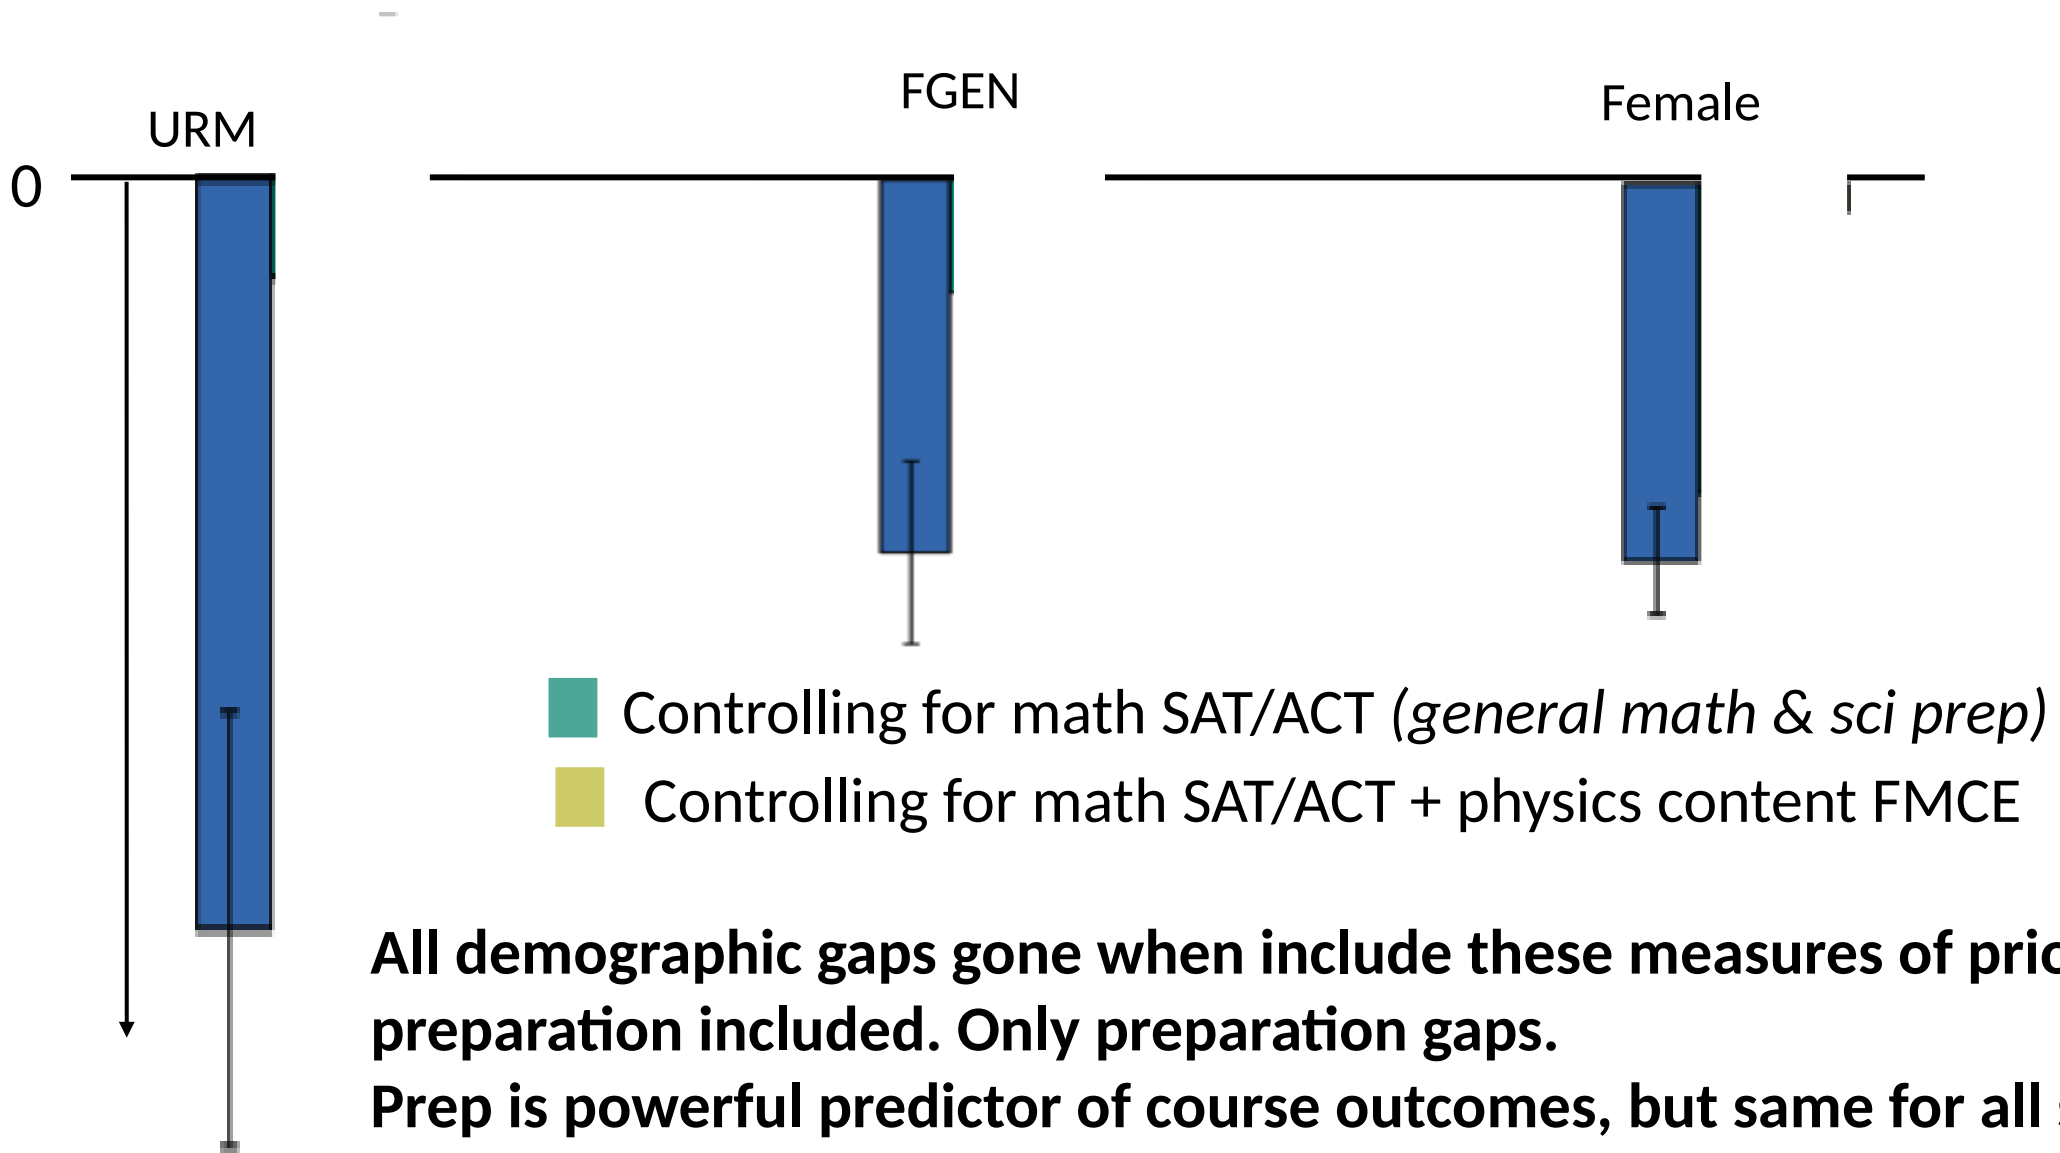 FGEN
Female
URM
0
Controlling for math SAT/ACT (general math & sci prep)
Controlling for math SAT/ACT + physics content FMCE
All demographic gaps gone when include these measures of
preparation included. Only preparation gaps.
Prep is powerful predictor of course outcomes, but same for all